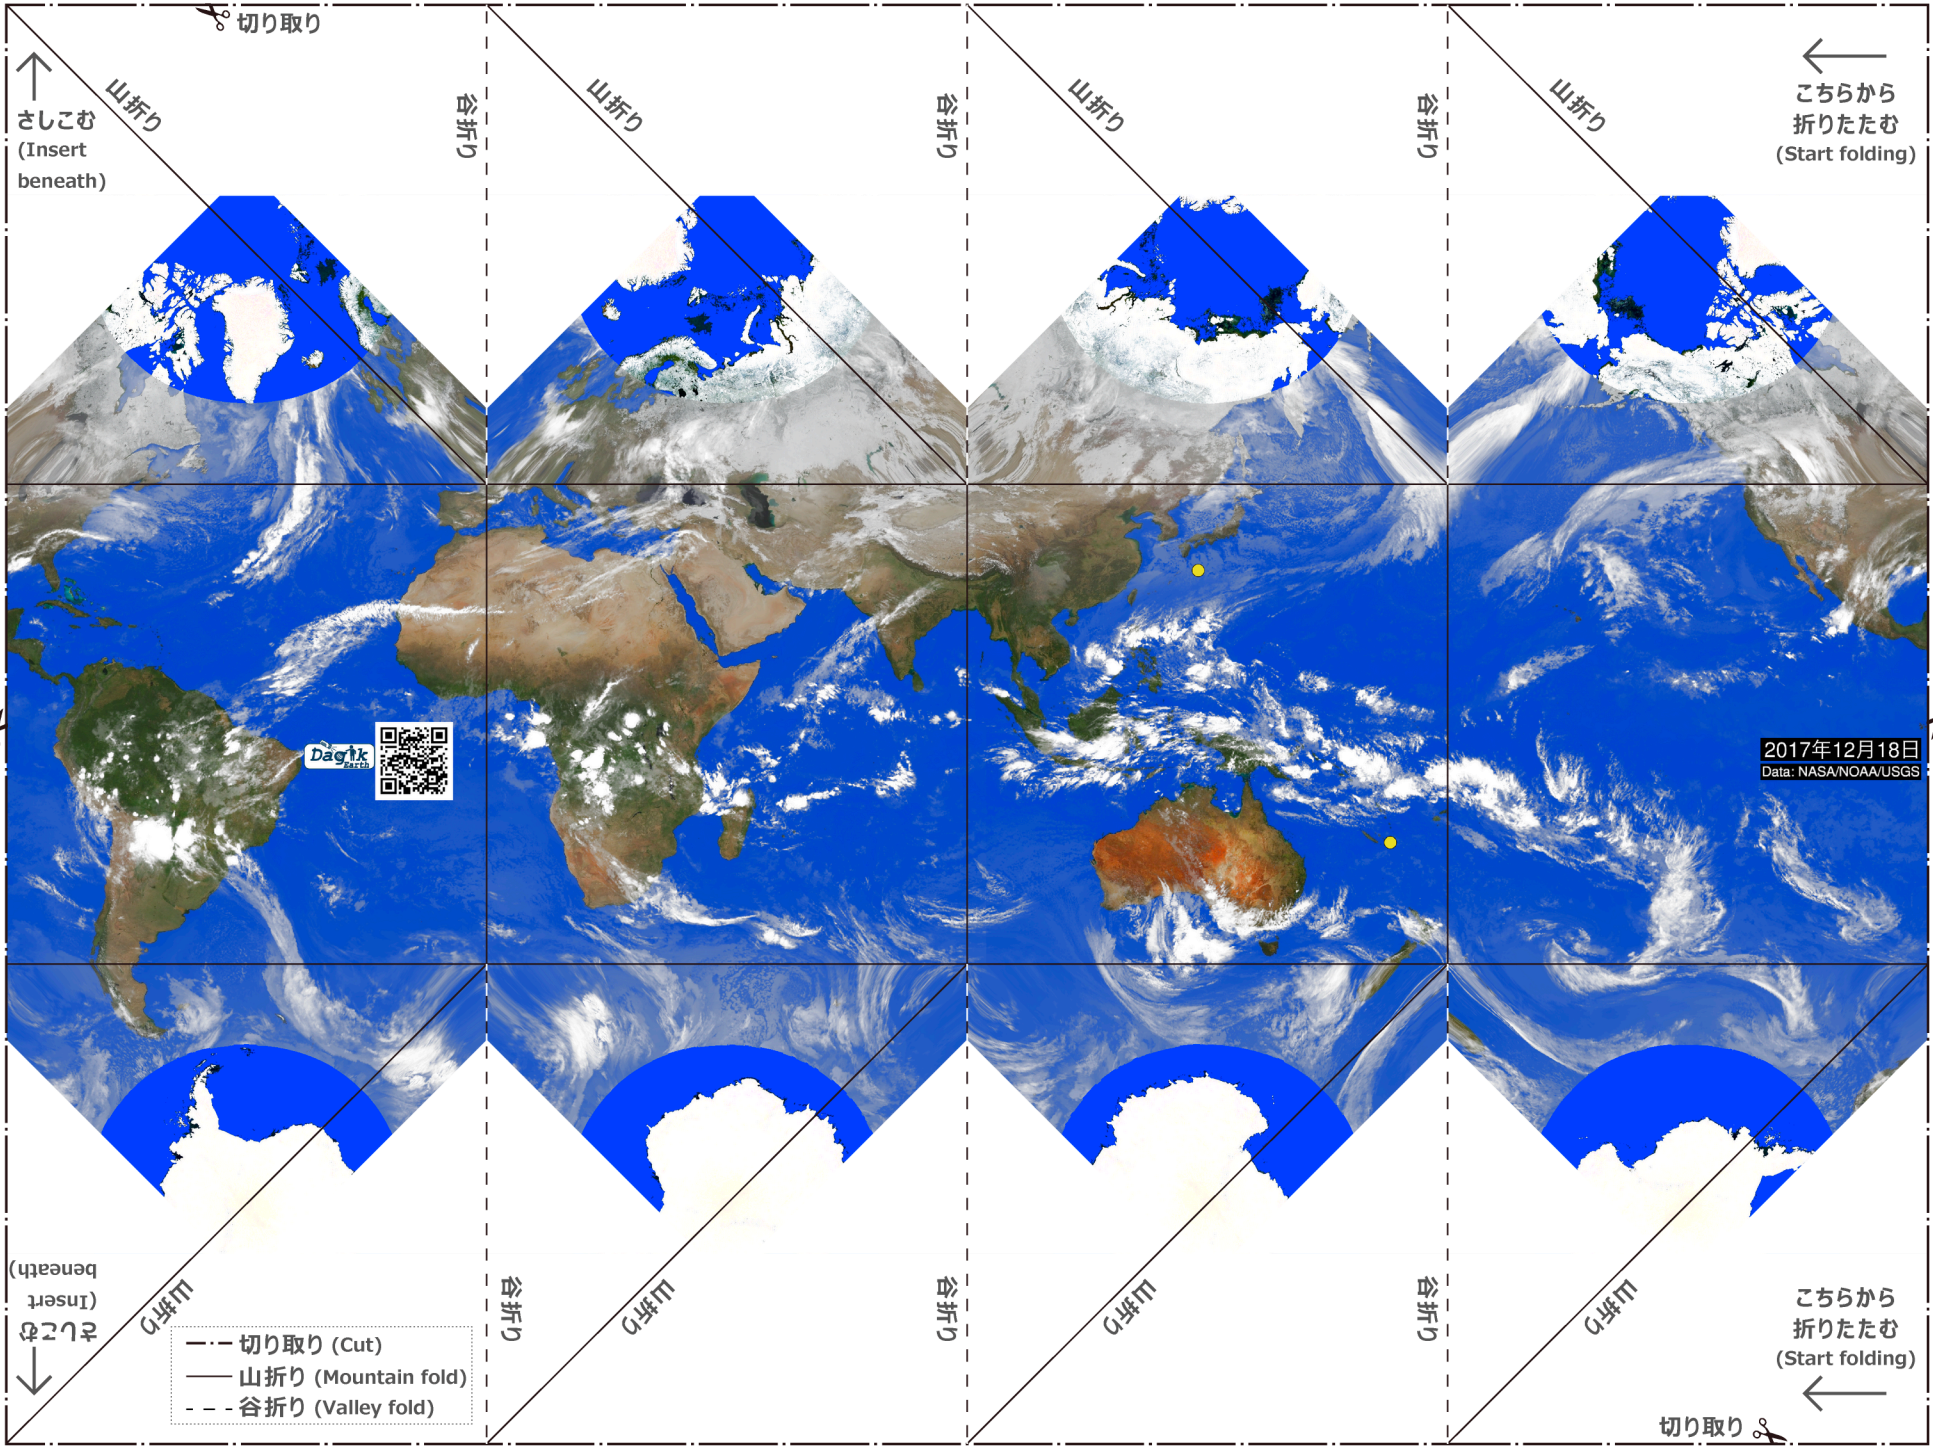 切り取り
山折り
谷折り
山折り
谷折り
山折り
谷折り
山折り
さしこむ
(Insert
beneath)
こちらから
折りたたむ
(Start folding)
Dagik
Earth
2017年12月18日
Data: NASA/NOAA/USGS
さしこむ
(Insert
beneath)
山折り
谷折り
山折り
谷折り
山折り
谷折り
山折り
こちらから
折りたたむ
(Start folding)
切り取り (Cut)
山折り (Mountain fold)
谷折り (Valley fold)
切り取り